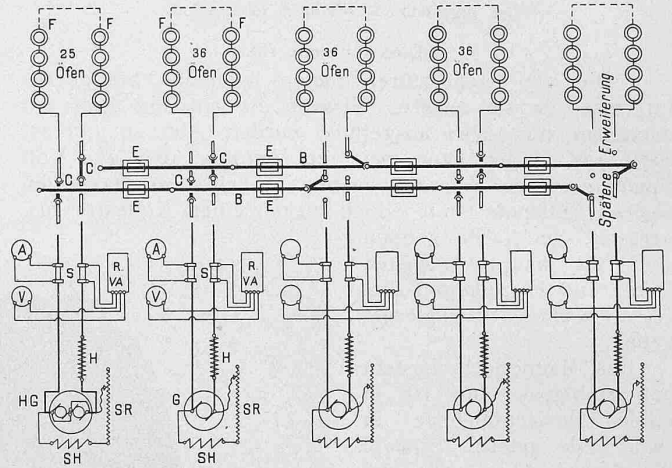 F F F F
25 Öfen
36 Öfen
36 Öfen
36 Öfen
Spätere Erweiterung
E E B
C C C C
E B E
A S R. VA A S R. VA
V V
H H
HG SR G SR
SH SH